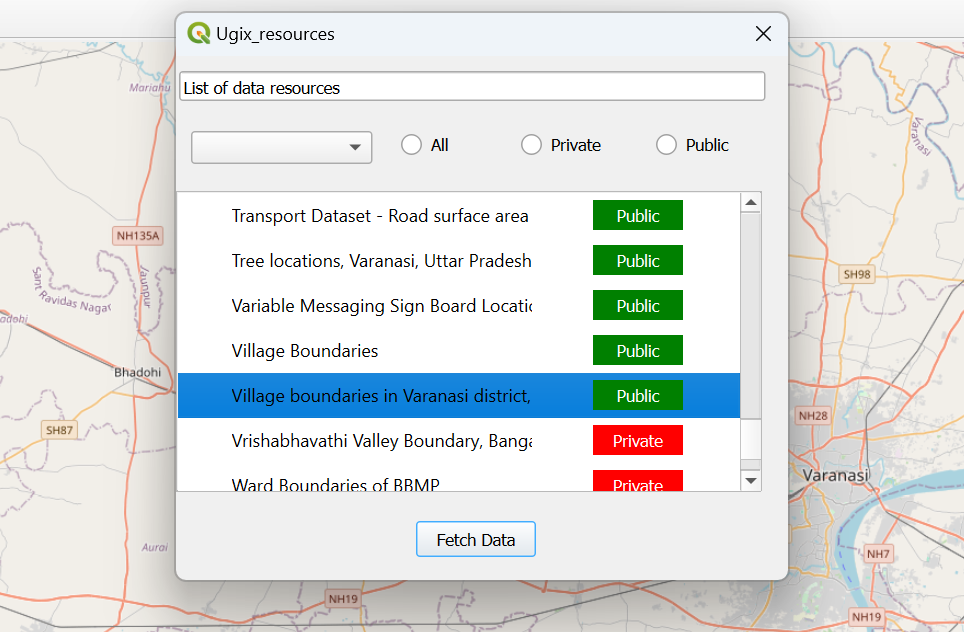 Ugix_resources
List of data resources
All
Private
Public
Transport Dataset - Road surface area
Public
Tree locations, Varanasi, Uttar Pradesh
Public
Variable Messaging Sign Board Locatio
Public
Village Boundaries
Public
Village boundaries in Varanasi district,
Public
Vrishabhavathi Valley Boundary, Banga
Private
Ward Boundaries of BBMP
Private
Fetch Data
NH135A
Sant Ravidas Nagar
Jaunpur
adohi
Bhadohi
SH87
Aurai
NH19
Varanasi
SH98
NH28
Varanasi
NH7
NH19